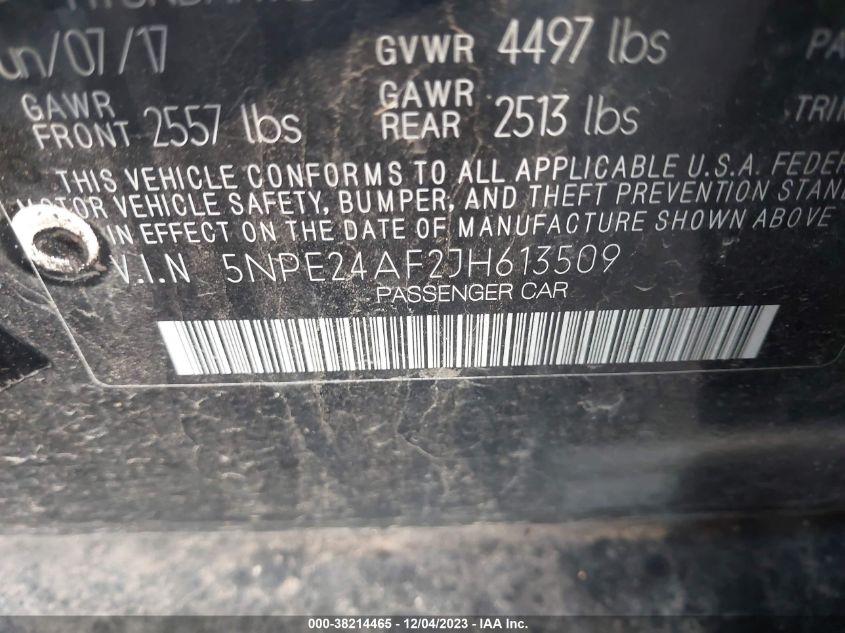 /07/17 GVWR 4497 lbs
GAWR FRONT 2557 lbs GAWR REAR 2513 lbs
THIS VEHICLE CONFORMS TO ALL APPLICABLE U.S.A. FEDER
MOTOR VEHICLE SAFETY, BUMPER, AND THEFT PREVENTION STAN
IN EFFECT ON THE DATE OF MANUFACTURE SHOWN ABOVE
V.I.N 5NPE24AF2JH613509
PASSENGER CAR
000-38214465 - 12/04/2023 - IAA Inc.